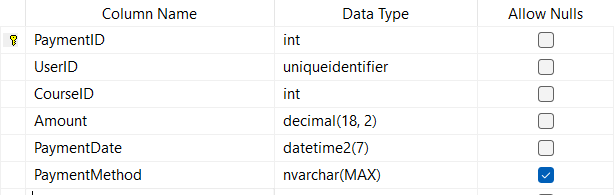 Column Name Data Type Allow Nulls
PaymentID int
UserID uniqueidentifier
CourseID int
Amount decimal(18, 2)
PaymentDate datetime2(7)
PaymentMethod nvarchar(MAX)